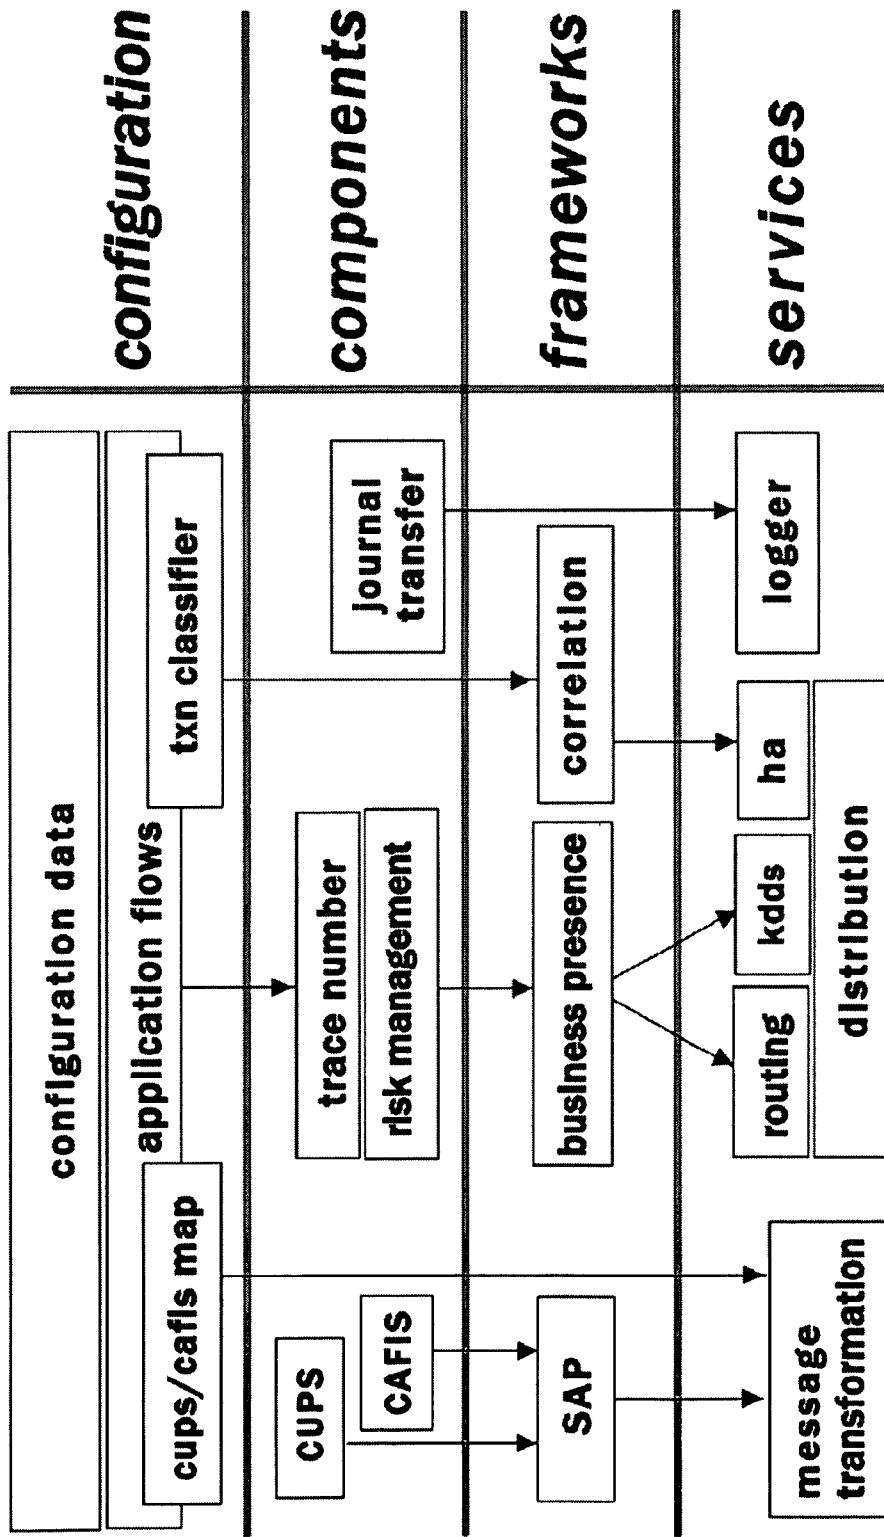 configuration data
application flows
cups/cafis map
txn classifier
configuration
CUPS
CAFIS
trace number
risk management
journal
transfer
components
SAP
business presence
correlation
frameworks
message
transformation
routing
kdds
ha
distribution
logger
services